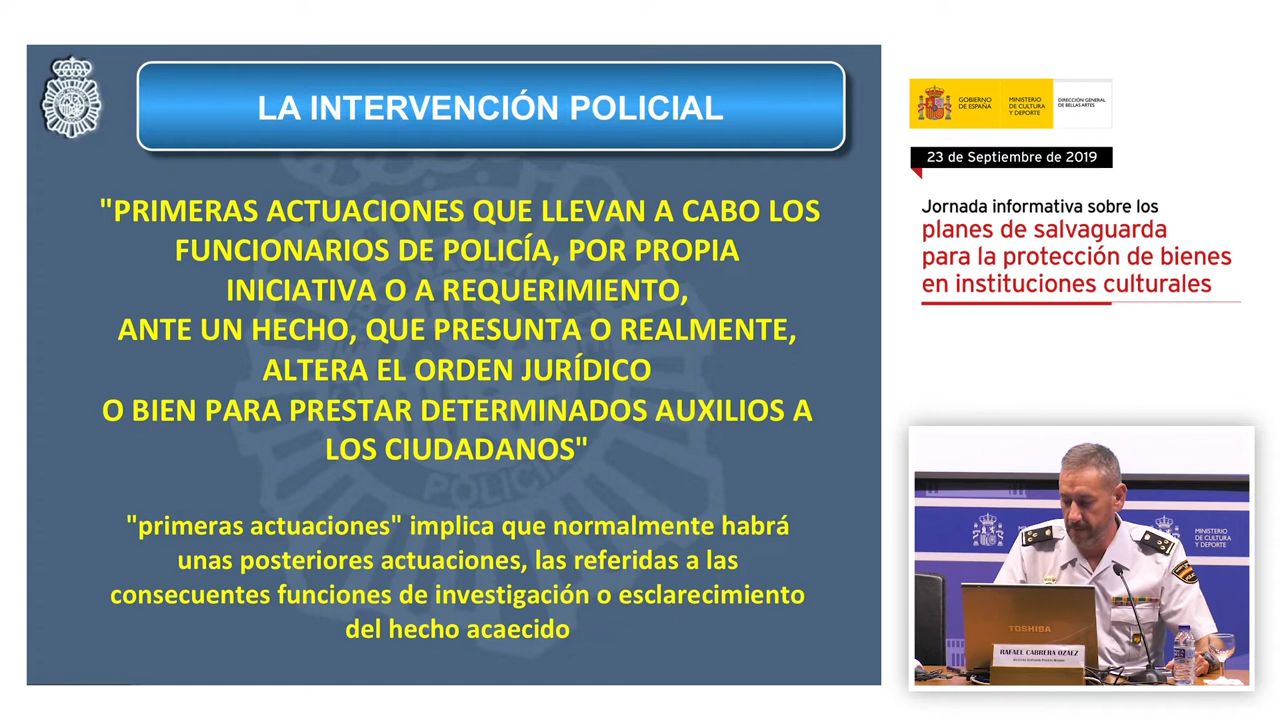 LA INTERVENCIÓN POLICIAL
"PRIMERAS ACTUACIONES QUE LLEVAN A CABO LOS
FUNCIONARIOS DE POLICÍA, POR PROPIA
INICIATIVA O A REQUERIMIENTO,
ANTE UN HECHO, QUE PRESUNTA O REALMENTE,
ALTERA EL ORDEN JURÍDICO
O BIEN PARA PRESTAR DETERMINADOS AUXILIOS A
LOS CIUDADANOS"
POLICIA
"primeras actuaciones" implica que normalmente habrá
unas posteriores actuaciones, las referidas a las
consecuentes funciones de investigación o esclarecimiento
del hecho acaecido
GOBIERNO
DE ESPAÑA
MINISTERIO
DE CULTURA
Y DEPORTE
DIRECCIÓN GENERAL
DE BELLAS ARTES
23 de Septiembre de 2019
Jornada informativa sobre los
planes de salvaguarda
para la protección de bienes
en instituciones culturales
MINISTERIO
DE CULTURA
Y DEPORTE
TOSHIBA
RAFAEL CABRERA OZAEZ